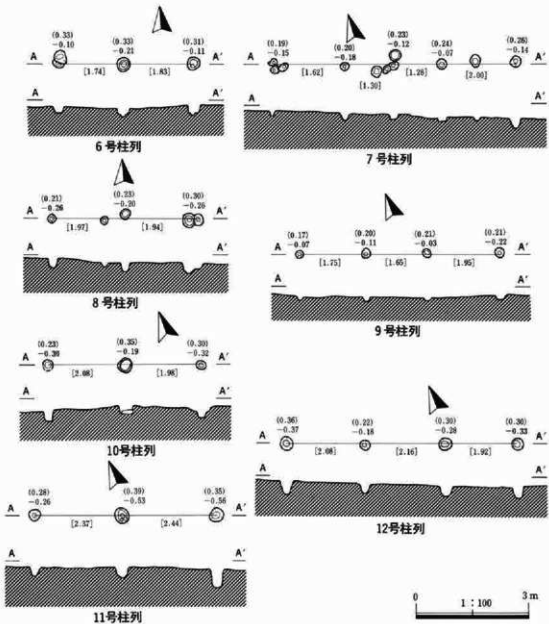 (0.33) (0.33) (0.31)
-0.10 -0.21 -0.11
A A′
[1.74] [1.83]
A A′
6号柱列
(0.19) (0.20) (0.23) (0.24) (0.26)
-0.15 -0.18 -0.12 -0.07 -0.14
A A′
[1.62] [1.30] [1.28] [2.00]
A A′
7号柱列
(0.21) (0.23) (0.30)
-0.26 -0.20 -0.26
A A′
[1.97] [1.94]
A A′
8号柱列
(0.17) (0.20) (0.21) (0.21)
-0.07 -0.11 -0.03 -0.22
A A′
[1.75] [1.65] [1.95]
A A′
9号柱列
(0.23) (0.35) (0.30)
-0.36 -0.19 -0.32
A A′
[2.08] [1.98]
A A′
10号柱列
(0.28) (0.39) (0.35)
-0.26 -0.53 -0.56
A A′
[2.37] [2.44]
A A′
11号柱列
(0.36) (0.22) (0.30) (0.30)
-0.37 -0.18 -0.28 -0.33
A A′
[2.08] [2.16] [1.92]
A A′
12号柱列
0 1:100 3m